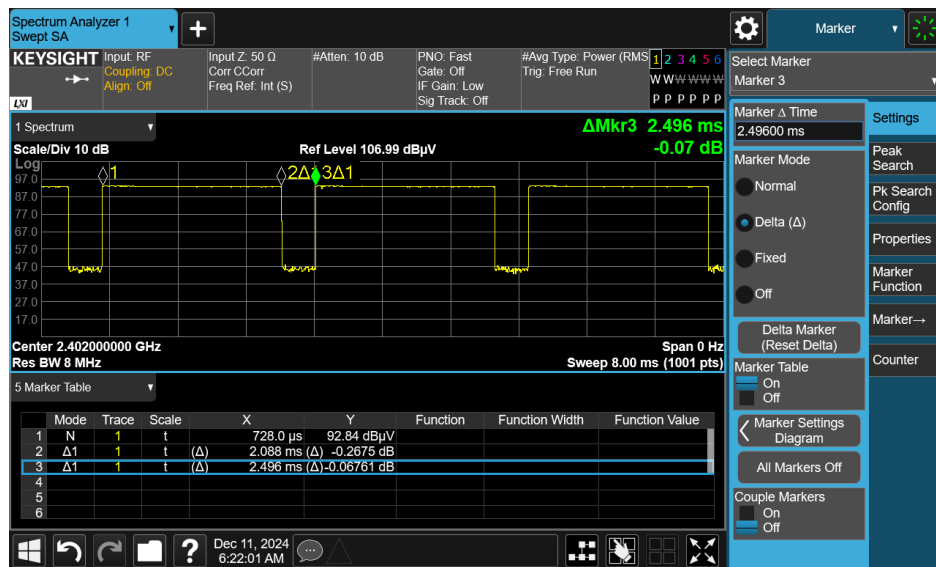 Spectrum Analyzer 1
Swept SA
+
Marker
KEYSIGHT
LXI
Input: RF
Coupling: DC
Align: Off
Input Z: 50 Ω
Corr CCorr
Freq Ref: Int (S)
#Atten: 10 dB
PNO: Fast
Gate: Off
IF Gain: Low
Sig Track: Off
#Avg Type: Power (RMS
Trig: Free Run
1 2 3 4 5 6
W W W W W W
P P P P P P
Select Marker
Marker 3
1 Spectrum
Scale/Div 10 dB
Ref Level 106.99 dBµV
ΔMkr3 2.496 ms
-0.07 dB
Log
97.0
87.0
77.0
67.0
57.0
47.0
37.0
27.0
17.0
1
2Δ1
3Δ1
Center 2.402000000 GHz
Res BW 8 MHz
Span 0 Hz
Sweep 8.00 ms (1001 pts)
5 Marker Table
Mode Trace Scale X Y Function Function Width Function Value
1 N 1 t 728.0 µs 92.84 dBµV
2 Δ1 1 t (Δ) 2.088 ms (Δ) -0.2675 dB
3 Δ1 1 t (Δ) 2.496 ms (Δ) -0.06761 dB
4
5
6
Marker Δ Time
2.49600 ms
Marker Mode
Normal
Delta (Δ)
Fixed
Off
Delta Marker
(Reset Delta)
Marker Table
On
Off
Marker Settings
Diagram
All Markers Off
Couple Markers
On
Off
Settings
Peak
Search
Pk Search
Config
Properties
Marker
Function
Marker→
Counter
?
Dec 11, 2024
6:22:01 AM